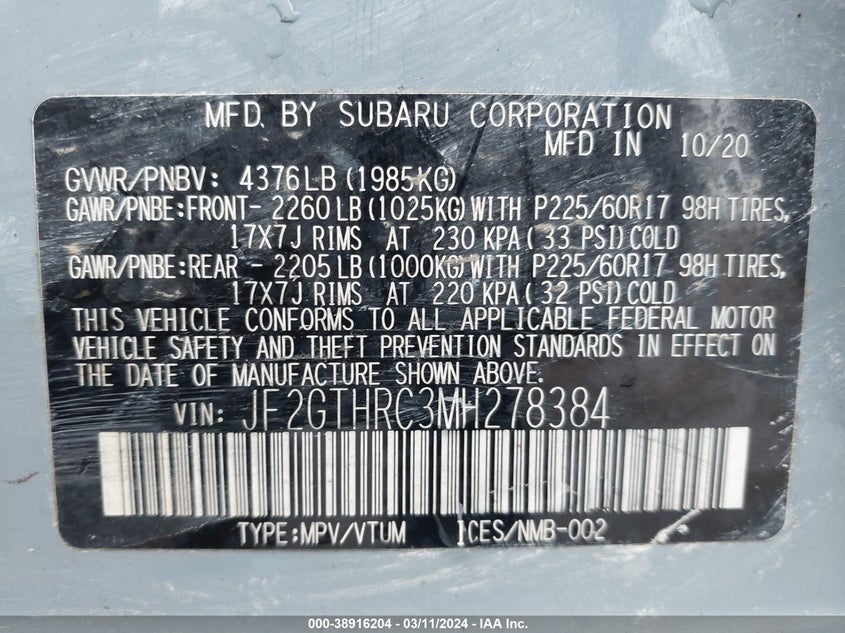 MFD. BY SUBARU CORPORATION
MFD IN 10/20
GVWR/PNBV: 4376LB (1985KG)
GAWR/PNBE:FRONT- 2260 LB (1025KG) WITH P225/60R17 98H TIRES,
17X7J RIMS AT 230 KPA (33 PSI) COLD
GAWR/PNBE:REAR - 2205 LB (1000KG) WITH P225/60R17 98H TIRES,
17X7J RIMS AT 220 KPA (32 PSI) COLD
THIS VEHICLE CONFORMS TO ALL APPLICABLE FEDERAL MOTOR
VEHICLE SAFETY AND THEFT PREVENTION STANDARDS IN EFFECT ON
THE DATE OF MANUFACTURE SHOWN ABOVE.
VIN: JF2GTHRC3MH278384
TYPE:MPV/VTUM ICES/NMB-002
000-38916204 - 03/11/2024 - IAA Inc.